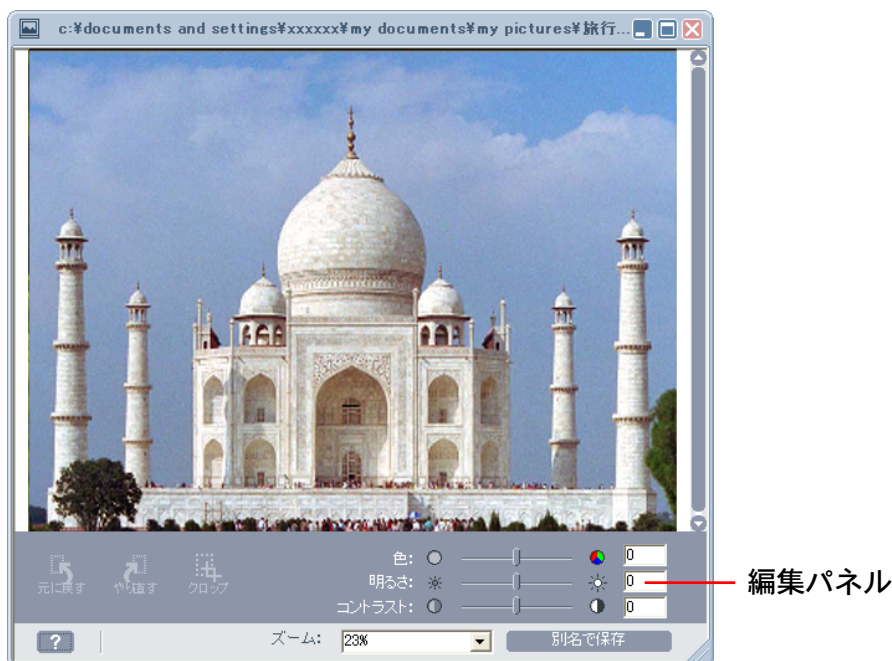 c:¥documents and settings¥xxxxxx¥my documents¥my pictures¥旅行...
色: 0
元に戻す やり直す クロップ 明るさ: 0
編集パネル
コントラスト: 0
? ズーム: 23% 別名で保存